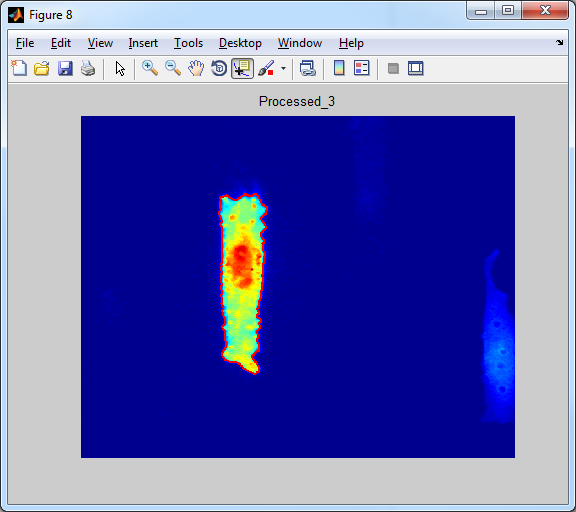 Figure 8
File Edit View Insert Tools Desktop Window Help
Processed_3